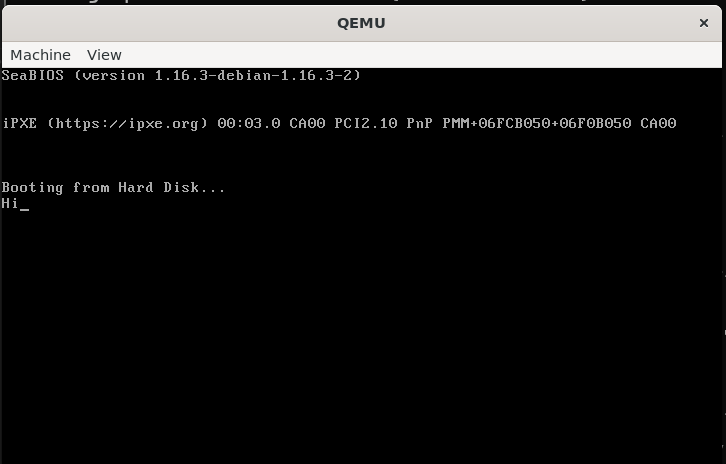 QEMU ×
Machine View
SeaBIOS (version 1.16.3-debian-1.16.3-2)
iPXE (https://ipxe.org) 00:03.0 CA00 PCI2.10 PnP PMM+06FCB050+06F0B050 CA00
Booting from Hard Disk...
Hi_